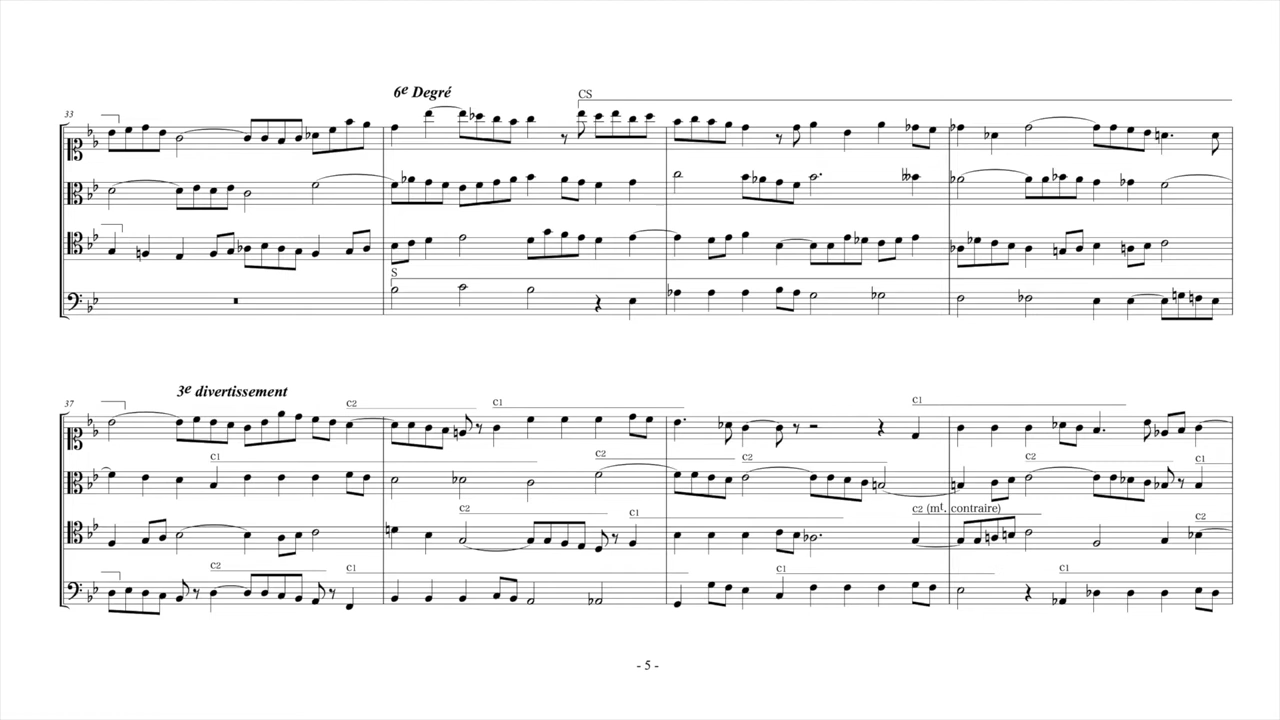 6e Degré
CS
33
S
3e divertissement
37
C2
C1
C1
C1
C2
C2
C2
C2
C1
C2 (mt. contraire)
C1
C2
C2
C1
C1
C1
- 5 -